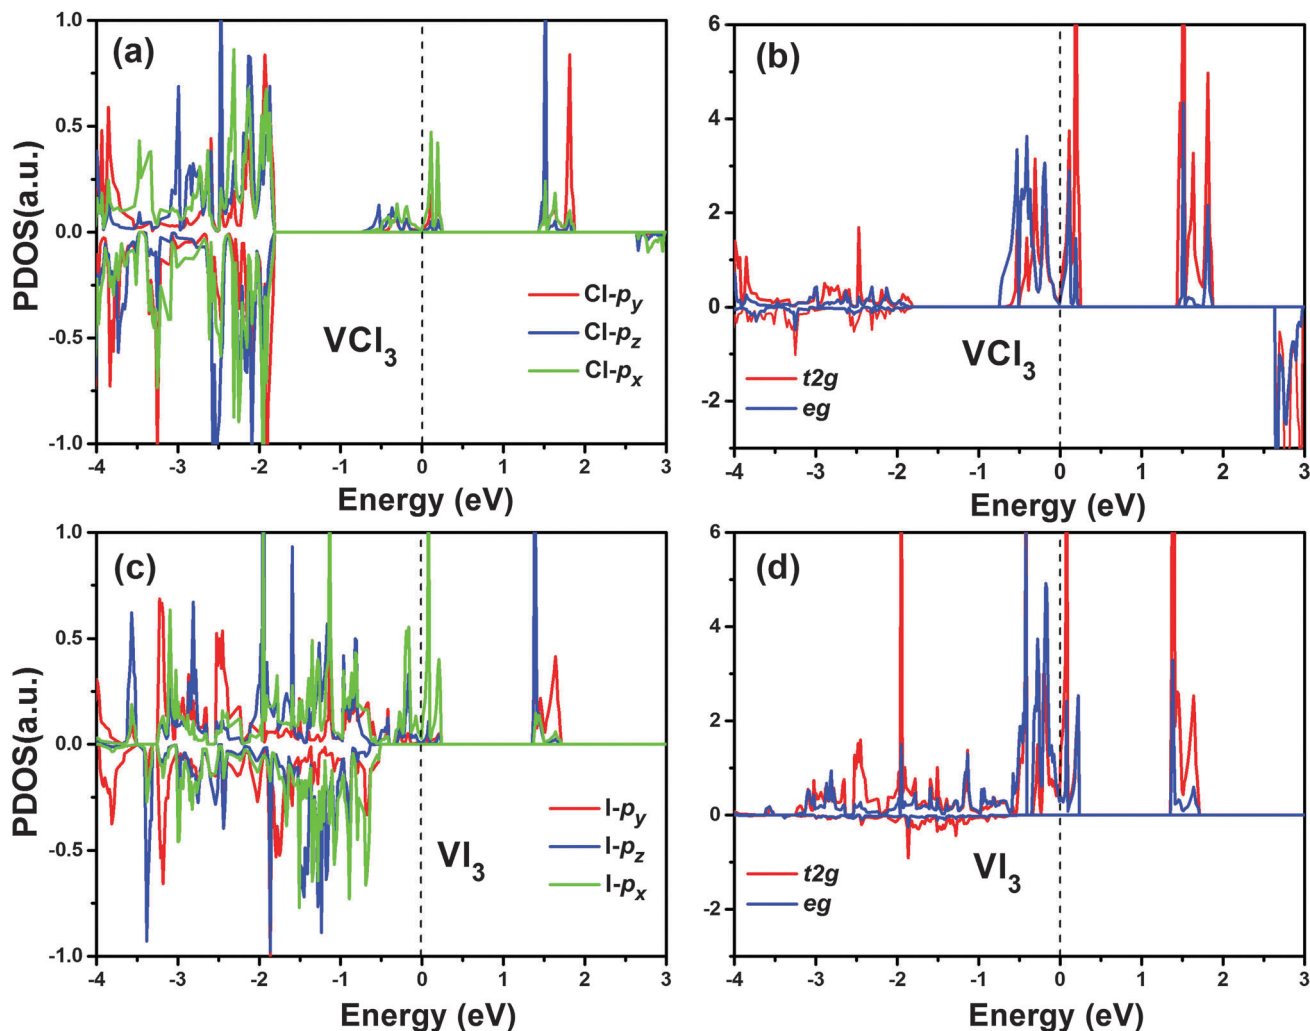 (a)
1.0
0.5
0.0
-0.5
-1.0
PDOS(a.u.)
VCl3
Cl-py
Cl-pz
Cl-px
-4 -3 -2 -1 0 1 2 3
Energy (eV)
(b)
6
4
2
0
-2
VCl3
t2g
eg
-4 -3 -2 -1 0 1 2 3
Energy (eV)
(c)
1.0
0.5
0.0
-0.5
-1.0
PDOS(a.u.)
VI3
I-py
I-pz
I-px
-4 -3 -2 -1 0 1 2 3
Energy (eV)
(d)
6
4
2
0
-2
VI3
t2g
eg
-4 -3 -2 -1 0 1 2 3
Energy (eV)